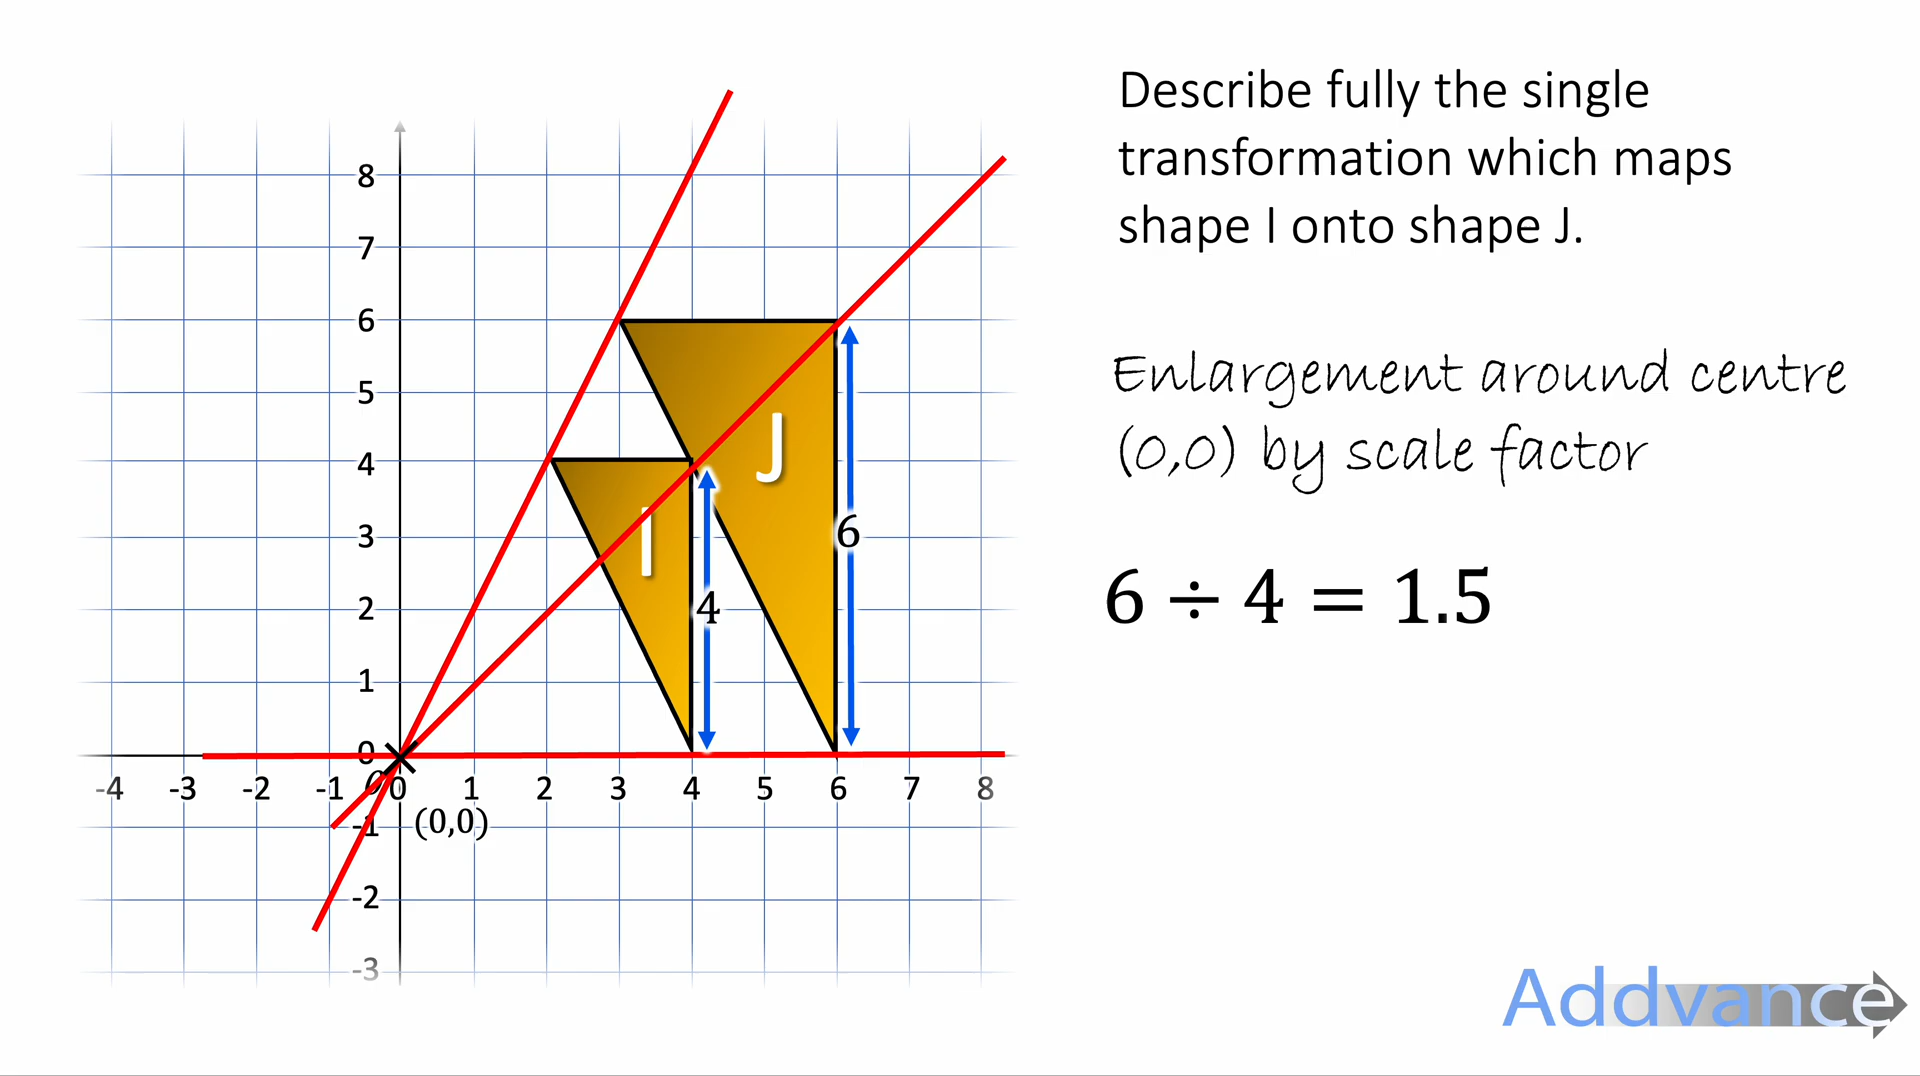 Describe fully the single
transformation which maps
shape I onto shape J.
Enlargement around centre
(0,0) by scale factor
6 ÷ 4 = 1.5
8
7
6
5
4
3
2
1
0
-1
-2
-3
-4 -3 -2 -1 0 1 2 3 4 5 6 7 8
(0,0)
I
J
4
6
Addvance